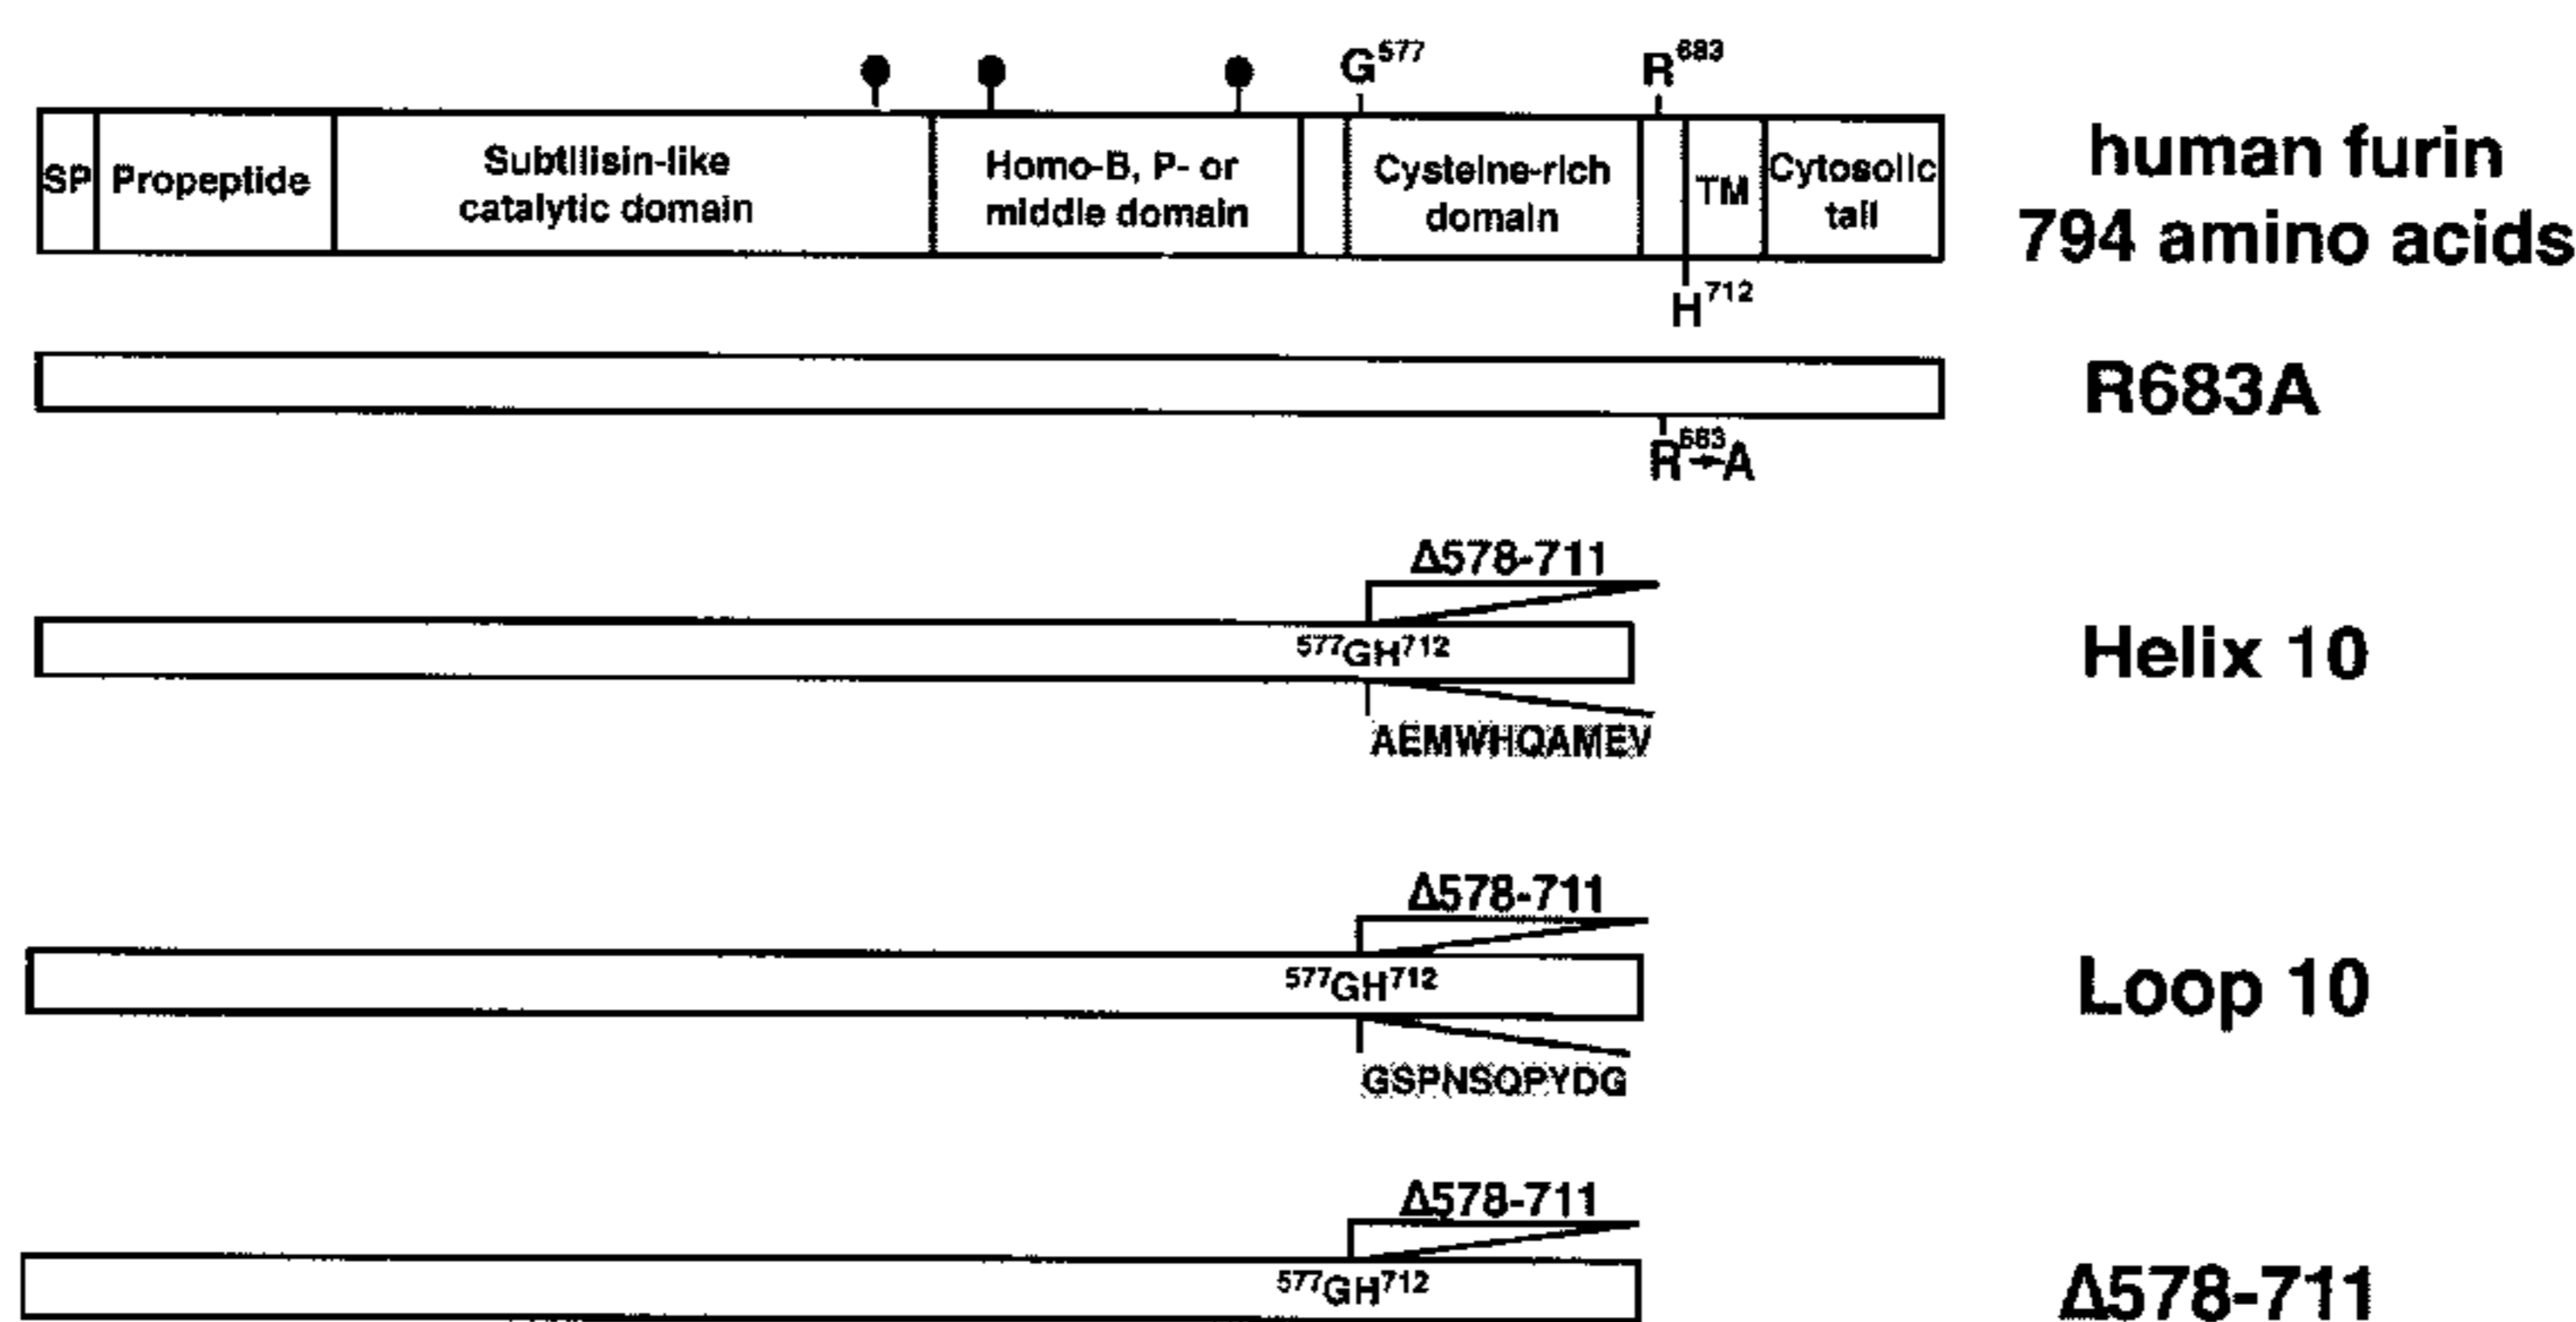 G577 R683
SP Propeptide Subtilisin-like catalytic domain Homo-B, P- or middle domain Cysteine-rich domain TM Cytosolic tail
H712
human furin
794 amino acids
R683A
R683→A
Δ578-711
577GH712
Helix 10
AEMWHQAMEV
Δ578-711
577GH712
Loop 10
GSPNSQPYDG
Δ578-711
577GH712
Δ578-711